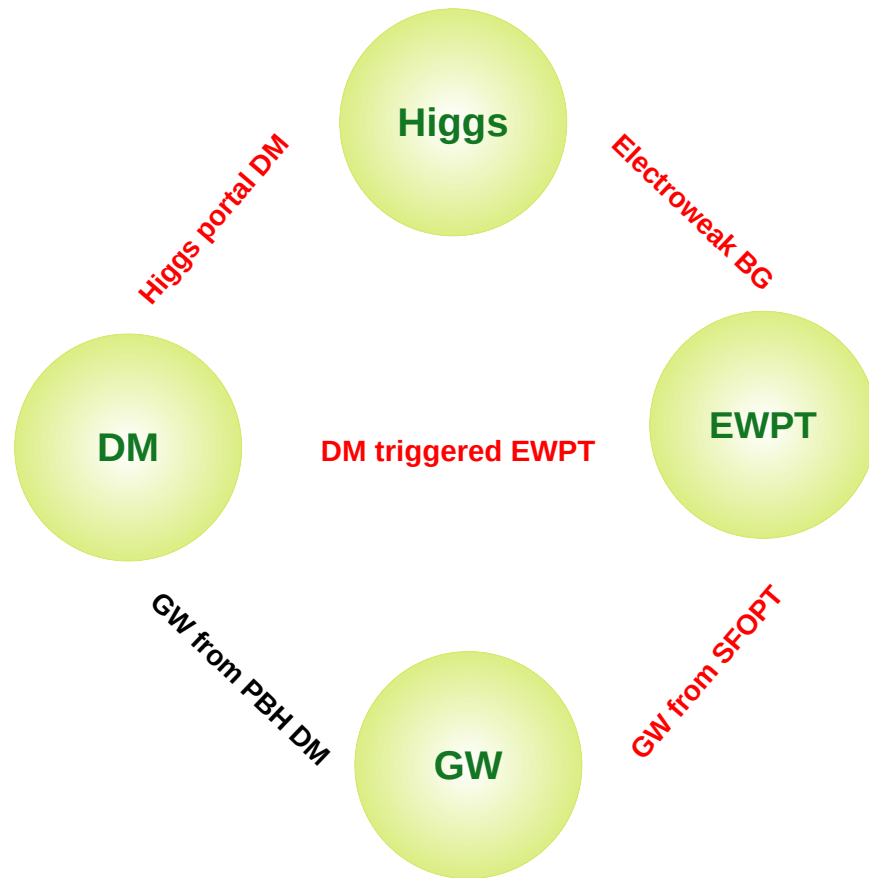 Higgs
Higgs portal DM
Electroweak BG
DM
DM triggered EWPT
EWPT
GW from PBH DM
GW from SFOPT
GW